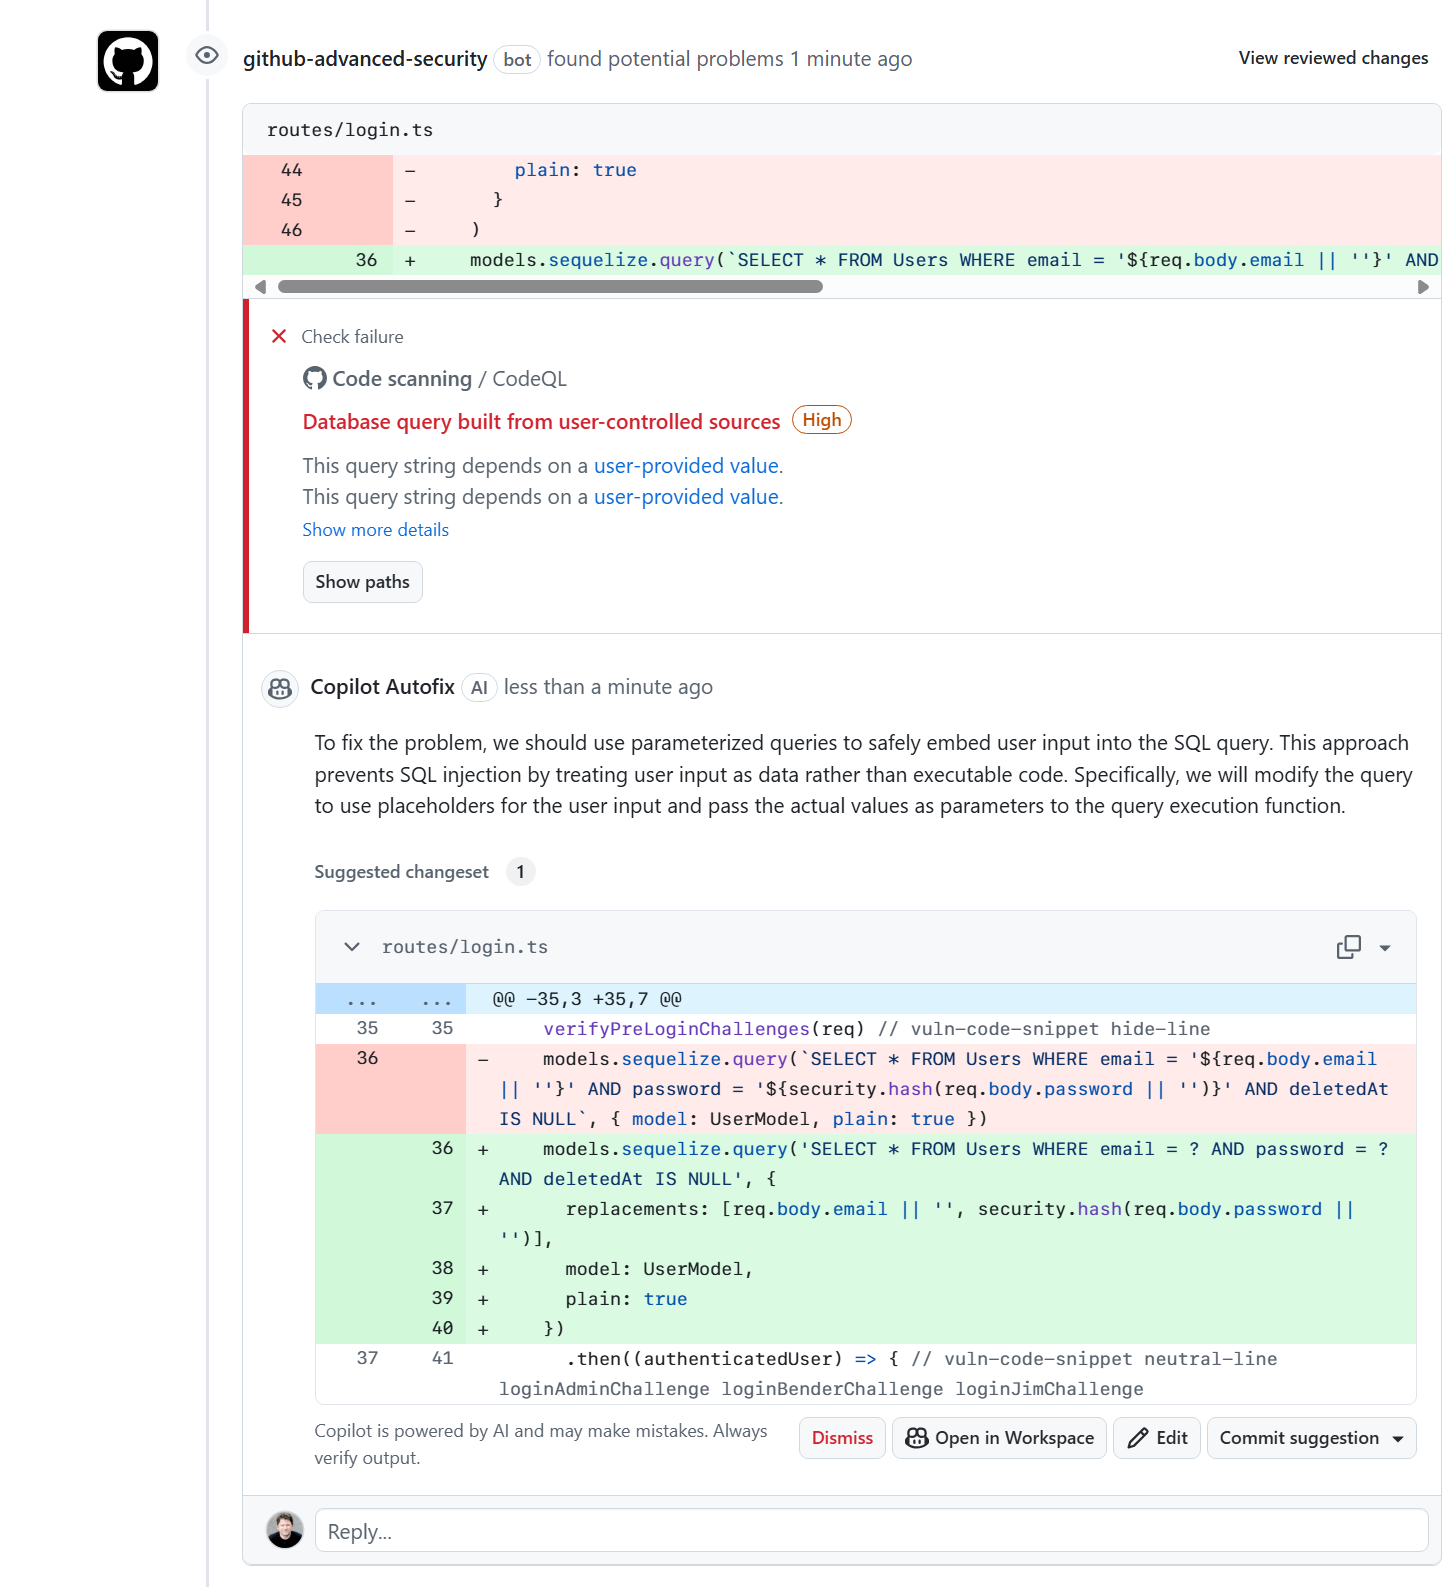 github-advanced-security bot found potential problems 1 minute ago
View reviewed changes
routes/login.ts
44 - plain: true
45 - }
46 - )
36 + models.sequelize.query(`SELECT * FROM Users WHERE email = '${req.body.email || ''}' AND
Check failure
Code scanning / CodeQL
Database query built from user-controlled sources High
This query string depends on a user-provided value.
This query string depends on a user-provided value.
Show more details
Show paths
Copilot Autofix AI less than a minute ago
To fix the problem, we should use parameterized queries to safely embed user input into the SQL query. This approach
prevents SQL injection by treating user input as data rather than executable code. Specifically, we will modify the query
to use placeholders for the user input and pass the actual values as parameters to the query execution function.
Suggested changeset 1
routes/login.ts
... ... @@ -35,3 +35,7 @@
35 35 verifyPreLoginChallenges(req) // vuln-code-snippet hide-line
36 - models.sequelize.query(`SELECT * FROM Users WHERE email = '${req.body.email
|| ''}' AND password = '${security.hash(req.body.password || '')}' AND deletedAt
IS NULL`, { model: UserModel, plain: true })
36 + models.sequelize.query('SELECT * FROM Users WHERE email = ? AND password = ?
AND deletedAt IS NULL', {
37 + replacements: [req.body.email || '', security.hash(req.body.password ||
'')],
38 + model: UserModel,
39 + plain: true
40 + })
37 41 .then((authenticatedUser) => { // vuln-code-snippet neutral-line
loginAdminChallenge loginBenderChallenge loginJimChallenge
Copilot is powered by AI and may make mistakes. Always
verify output.
Dismiss
Open in Workspace
Edit
Commit suggestion
Reply...